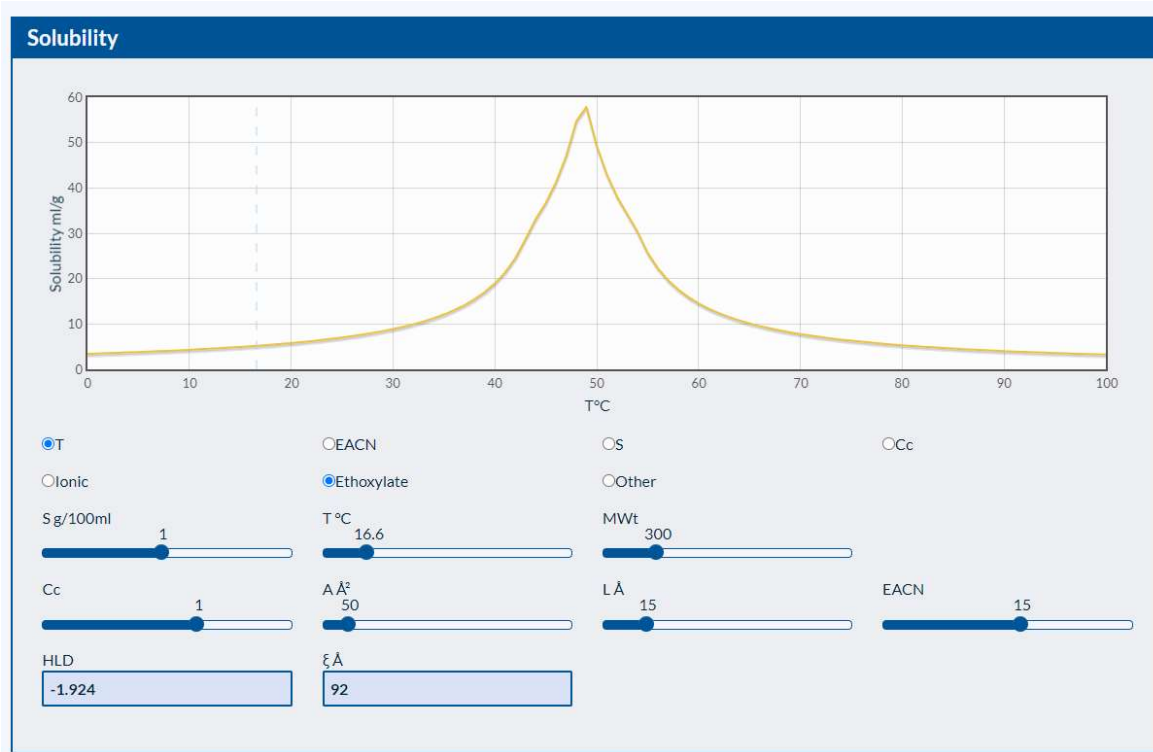 Solubility
60
50
40
30
20
10
0
Solubility ml/g
0 10 20 30 40 50 60 70 80 90 100
T°C
T EACN S Cc
Ionic Ethoxylate Other
S g/100ml T °C MWt
1 16.6 300
Cc A Å² L Å EACN
1 50 15 15
HLD ξ Å
-1.924 92